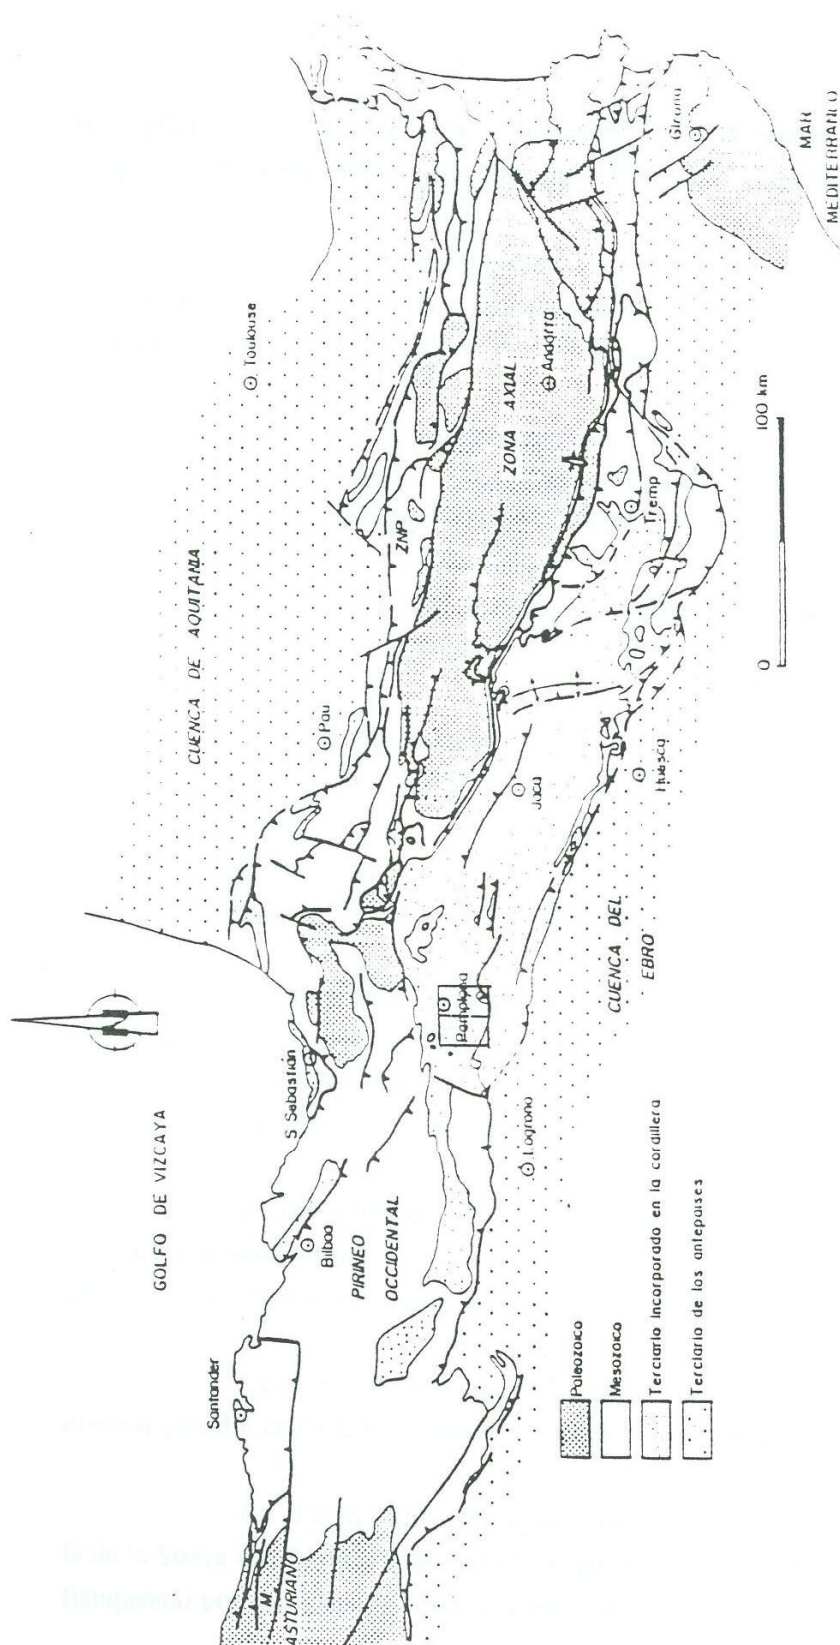 GOLFO DE VIZCAYA
CUENCA DE AQUITANIA
Toulouse
Pau
Santander
Bilbao
S Sebastián
PIRINEO
OCCIDENTAL
M.
ASTURIANO
Pamplona
Logroño
Jaca
Huesca
ZNP
ZONA AXIAL
Andorra
Tremp
Girona
CUENCA DEL
EBRO
MAR
MEDITERRANEO
0
100 km
Paleozoico
Mesozoico
Terciario incorporado en la cordillera
Terciario de los antepaises